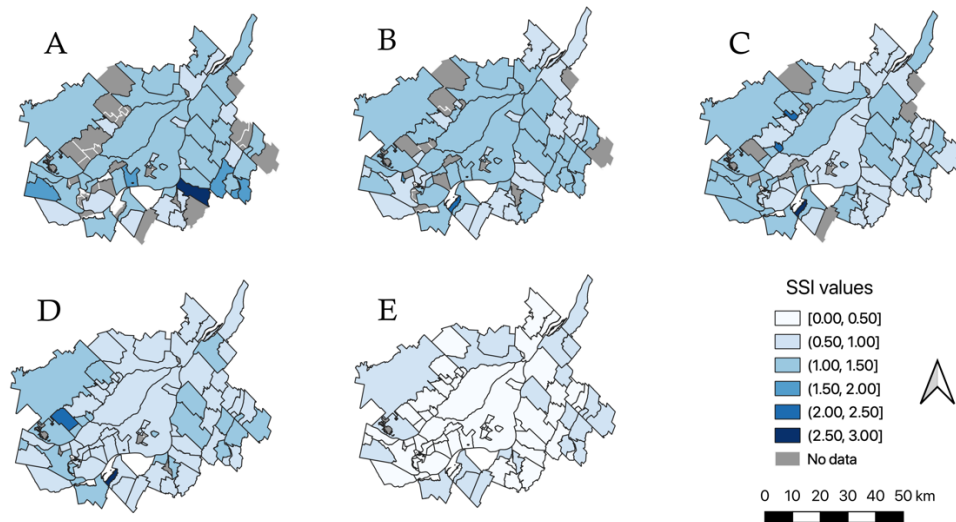 A
B
C
D
E
SSI values
[0.00, 0.50]
(0.50, 1.00]
(1.00, 1.50]
(1.50, 2.00]
(2.00, 2.50]
(2.50, 3.00]
No data
0 10 20 30 40 50 km